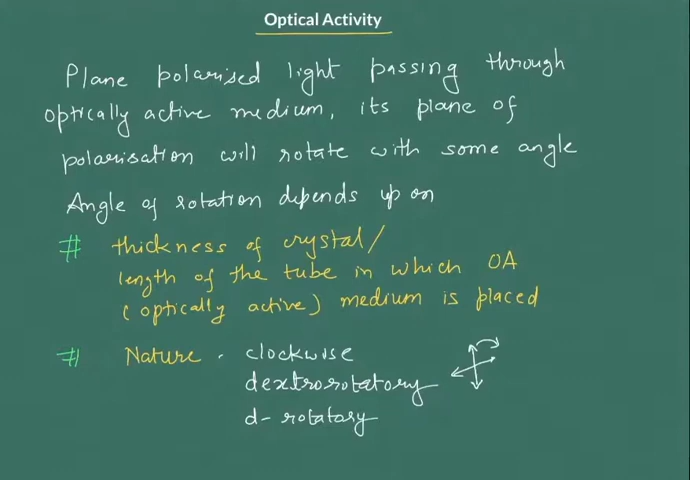 Optical Activity
Plane polarised light passing through
optically active medium, its plane of
polarisation will rotate with some angle
Angle of rotation depends up on
# thickness of crystal/
length of the tube in which OA
(optically active) medium is placed
# Nature . clockwise
dextrorotatory
d- rotatory